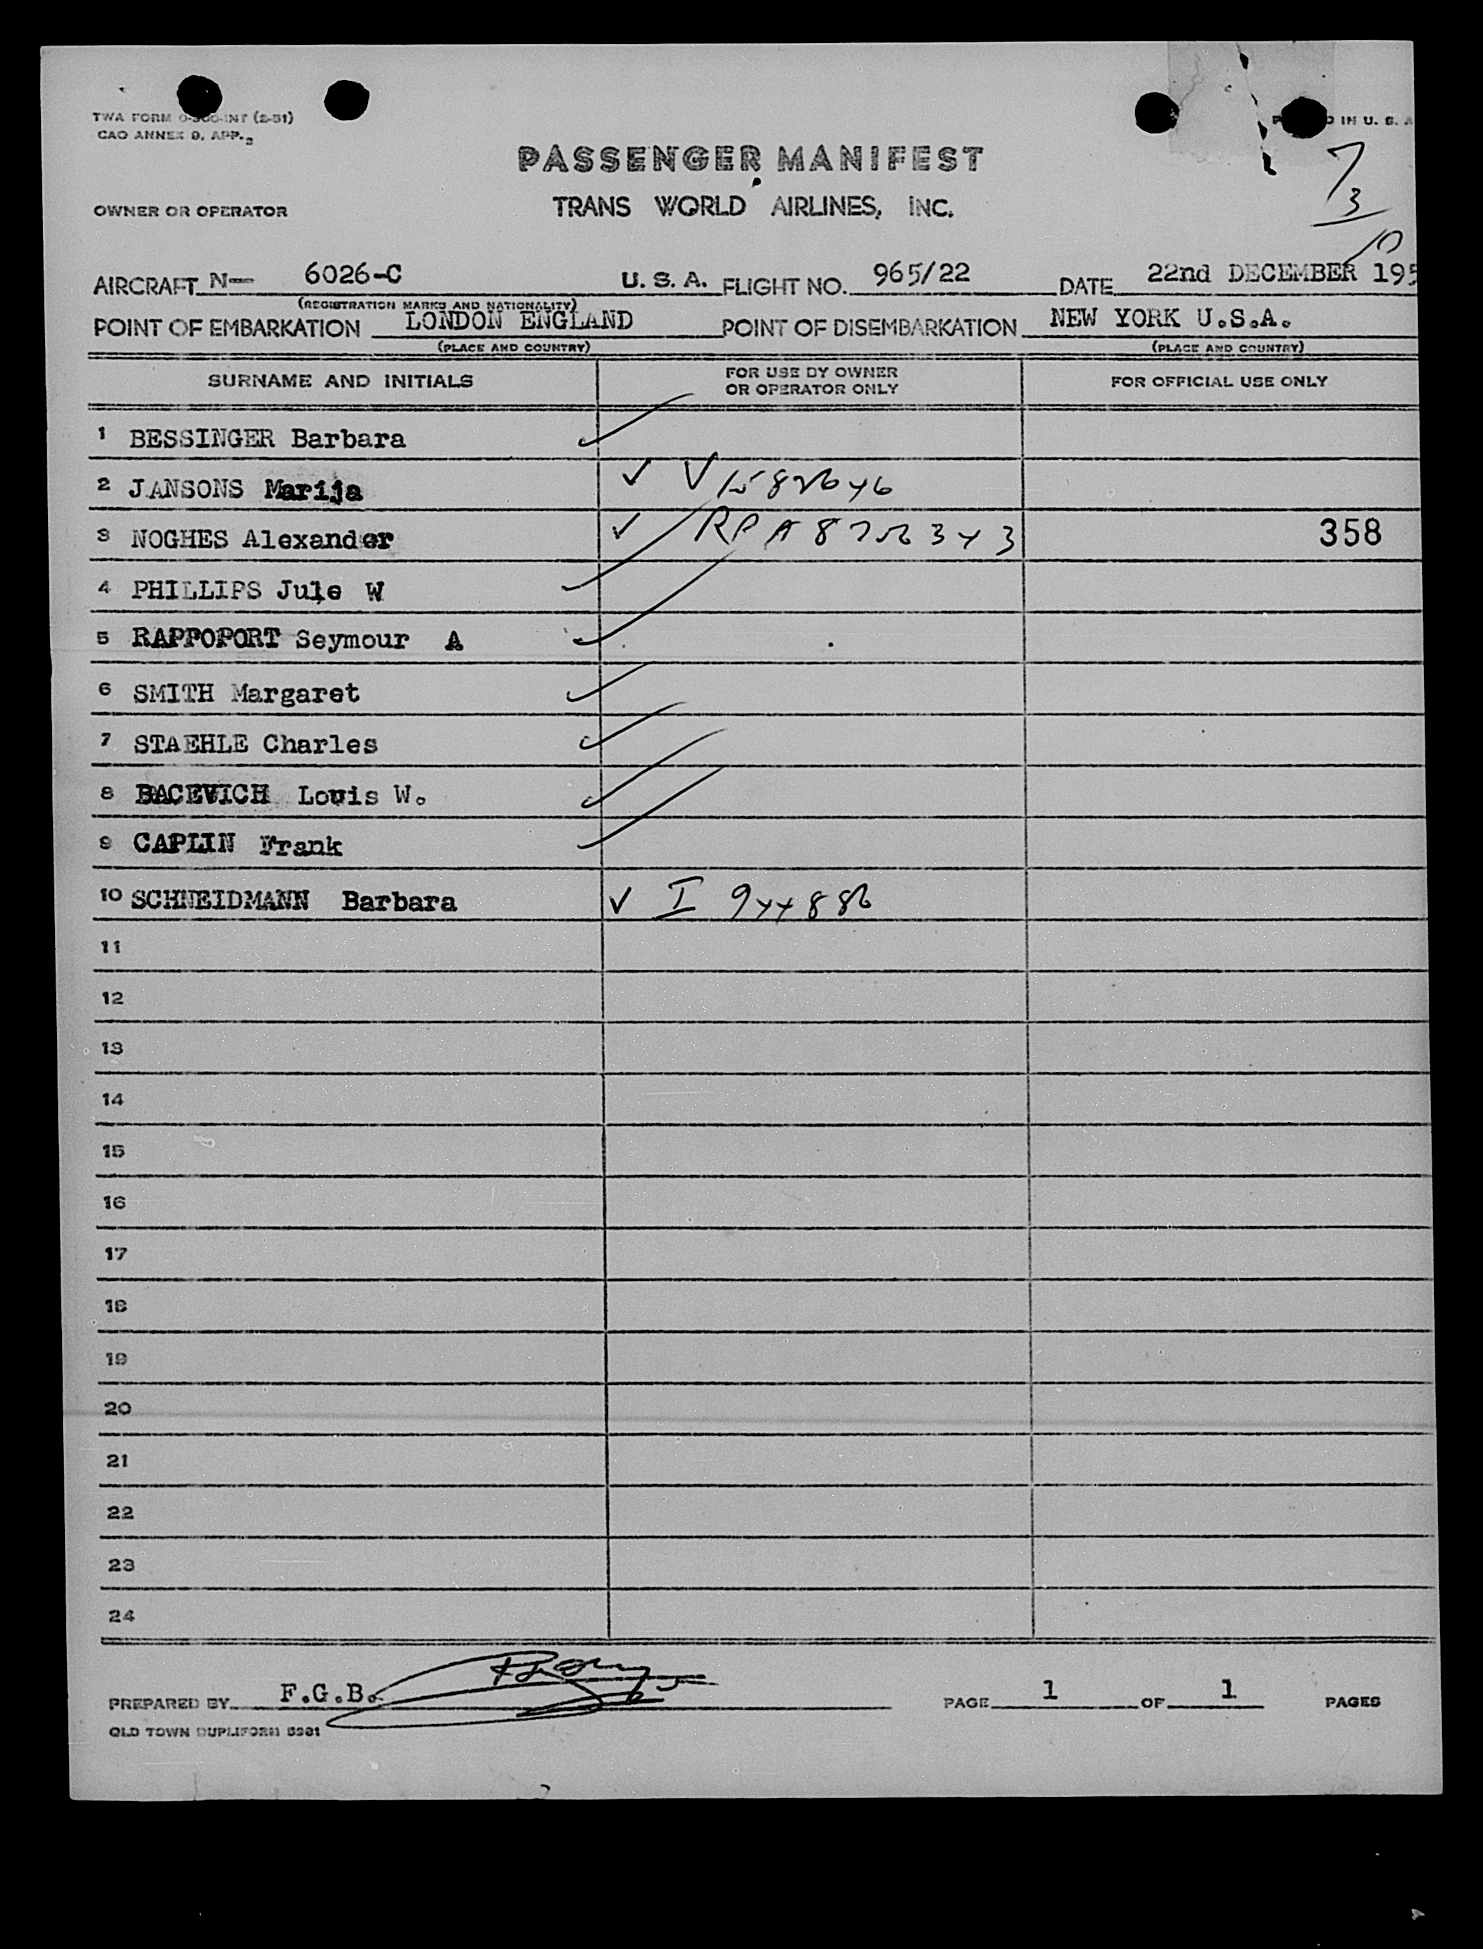 TWA FORM
CAO ANNEX 9. APP. 2
IN U. S. A
PASSENGER MANIFEST
7
3
10
OWNER OR OPERATOR
TRANS WORLD AIRLINES, INC.
AIRCRAFT N- 6026-C U. S. A. FLIGHT NO. 965/22 DATE 22nd DECEMBER 195
(REGISTRATION MARKS AND NATIONALITY)
POINT OF EMBARKATION LONDON ENGLAND POINT OF DISEMBARKATION NEW YORK U.S.A.
(PLACE AND COUNTRY) (PLACE AND COUNTRY)
SURNAME AND INITIALS FOR USE BY OWNER OR OPERATOR ONLY FOR OFFICIAL USE ONLY
1 BESSINGER Barbara
2 JANSONS Marija V
3 NOGHES Alexander RPA 358
4 PHILLIPS Jule W
5 RAPPOPORT Seymour A
6 SMITH Margaret
7 STAEHLE Charles
8 BACEVICH Louis W.
9 CAPLIN Frank
10 SCHNEIDMANN Barbara I 944886
11
12
13
14
15
16
17
18
19
20
21
22
23
24
PREPARED BY F.G.B. PAGE 1 OF 1 PAGES
OLD TOWN DUPLIFORM